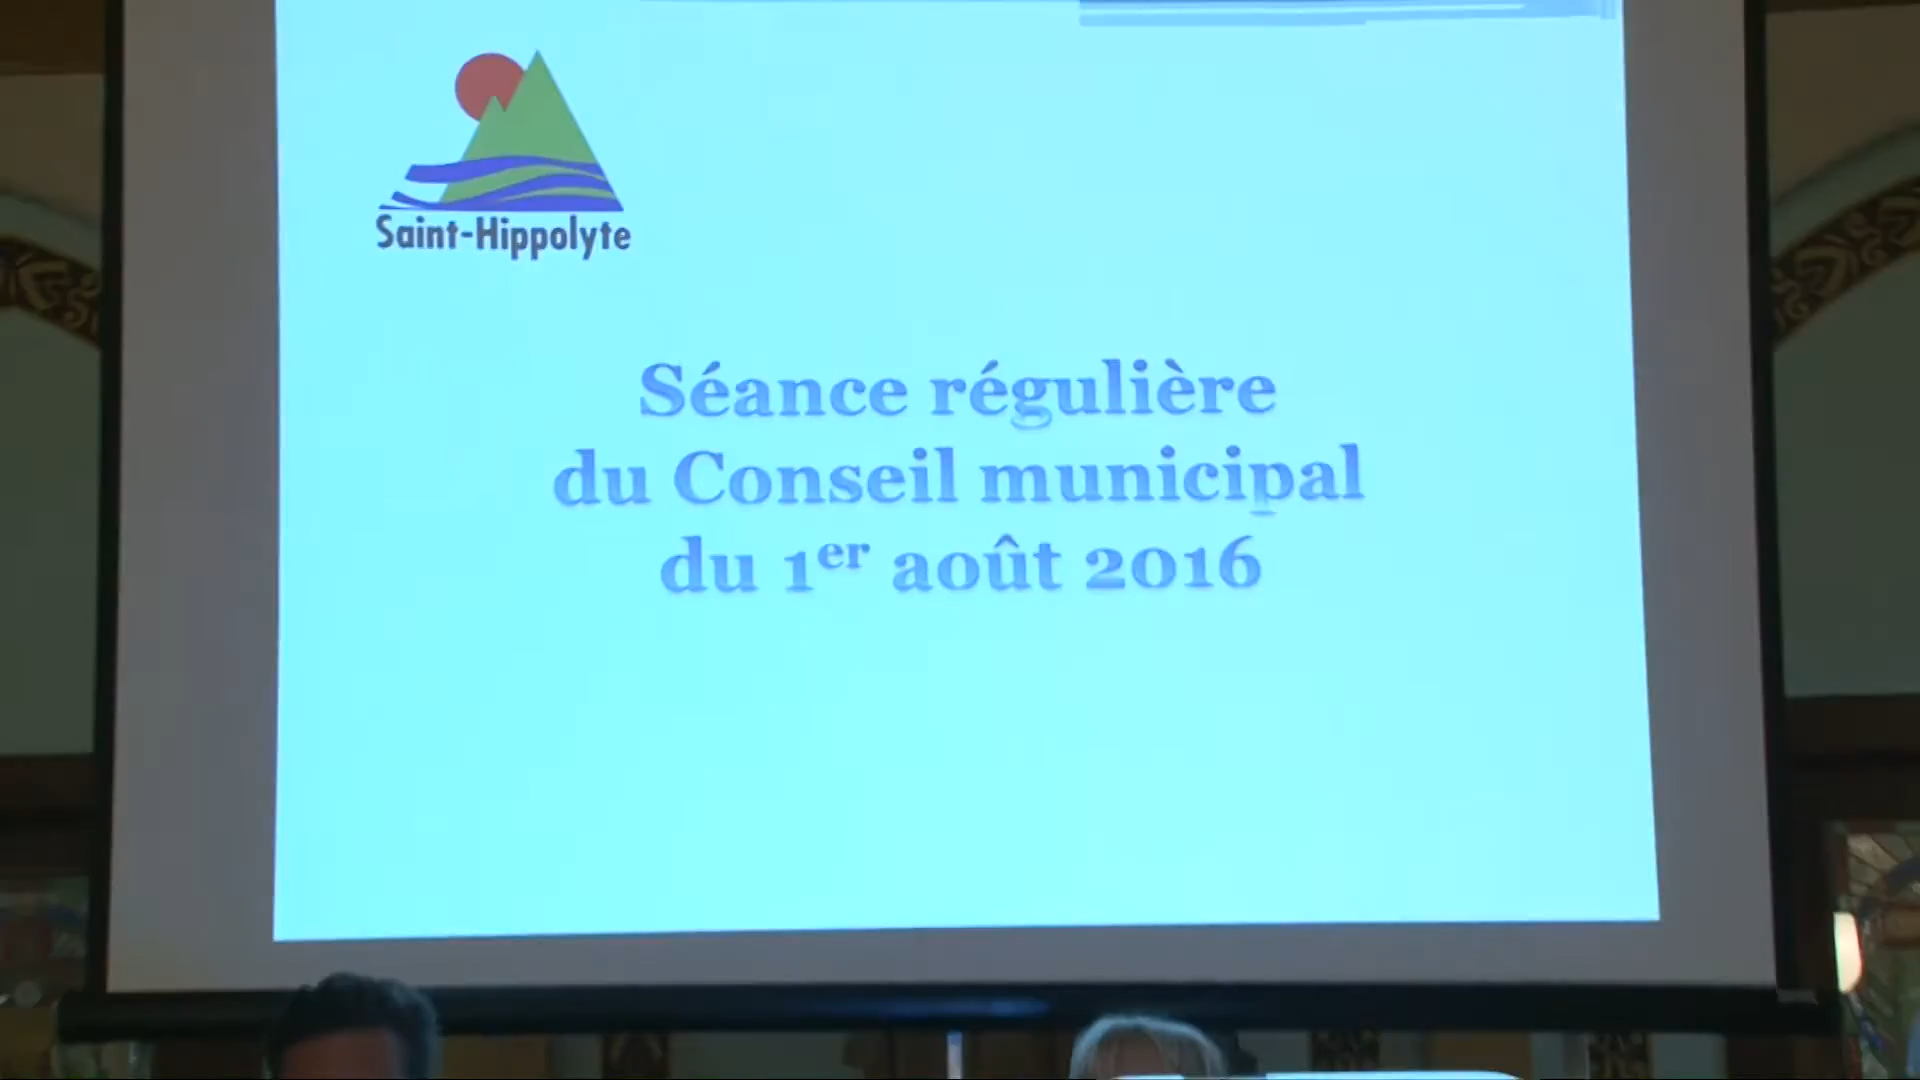 Saint-Hippolyte
Séance régulière
du Conseil municipal
du 1er août 2016